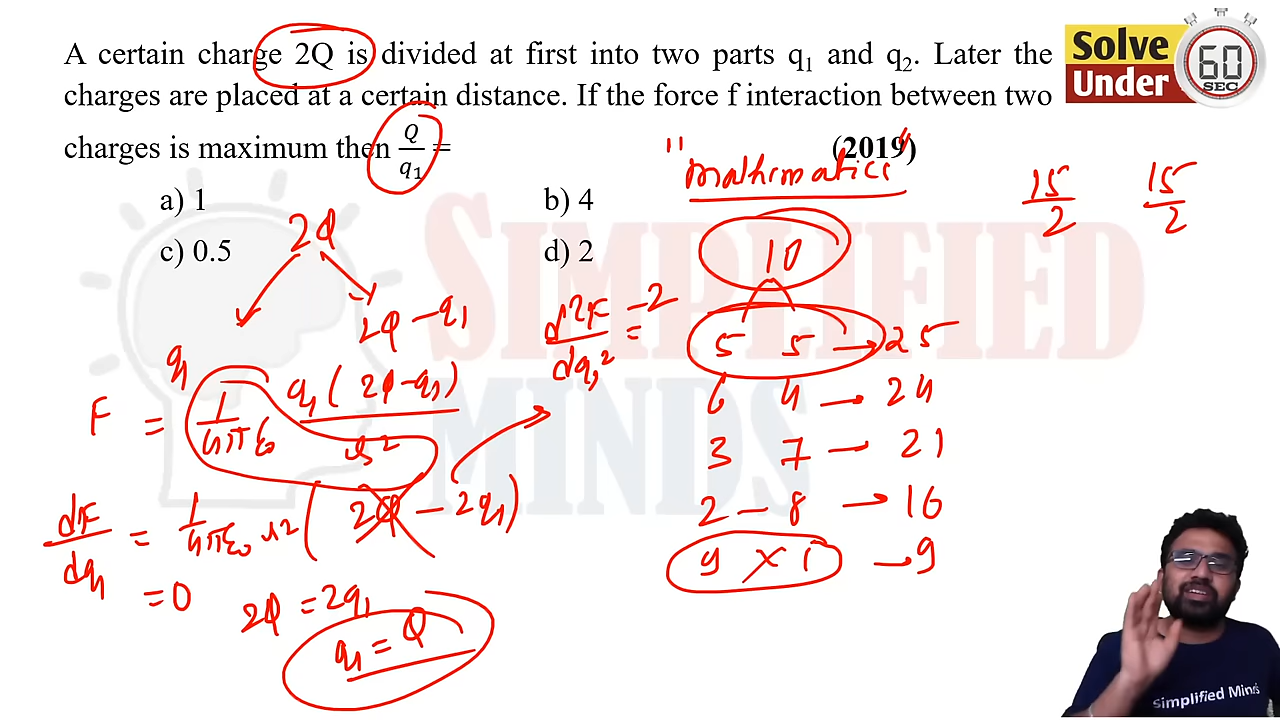 A certain charge 2Q is divided at first into two parts q₁ and q₂. Later the
charges are placed at a certain distance. If the force f interaction between two
charges is maximum then Q/q₁ =
(2019)
a) 1
b) 4
c) 0.5
d) 2
Solve
Under
60
SEC
"mathematics"
15/2 15/2
2Q
q₁
2Q - q₁
F = 1/4πε₀ q₁(2Q-q₁)/r²
dF/dq₁ = 1/4πε₀ r² (2Q - 2q₁)
= 0
2Q = 2q₁
q₁ = Q
d²F/dq₁² = -2
10
5 5 → 25
6 4 → 24
3 7 → 21
2 - 8 → 16
9 × 1 → 9
SIMPLIFIED
MINDS
Simplified Minds